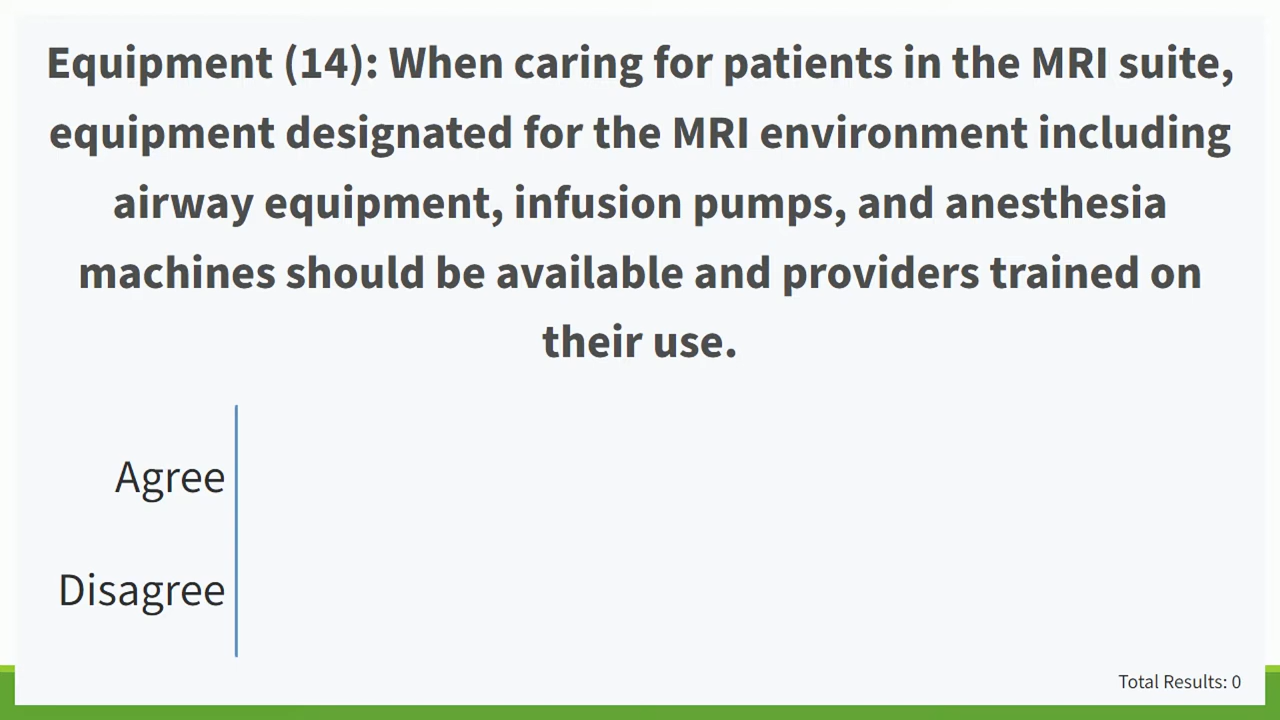 Equipment (14): When caring for patients in the MRI suite,
equipment designated for the MRI environment including
airway equipment, infusion pumps, and anesthesia
machines should be available and providers trained on
their use.
Agree
Disagree
Total Results: 0